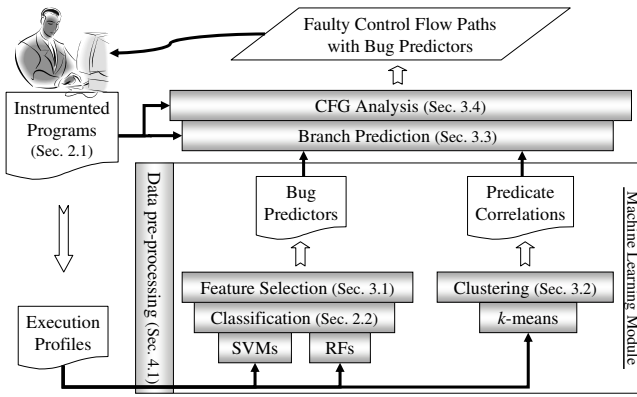 Faulty Control Flow Paths
with Bug Predictors
Instrumented
Programs
(Sec. 2.1)
CFG Analysis (Sec. 3.4)
Branch Prediction (Sec. 3.3)
Data pre-processing (Sec. 4.1)
Bug
Predictors
Predicate
Correlations
Machine Learning Module
Feature Selection (Sec. 3.1)
Classification (Sec. 2.2)
SVMs
RFs
Clustering (Sec. 3.2)
k-means
Execution
Profiles